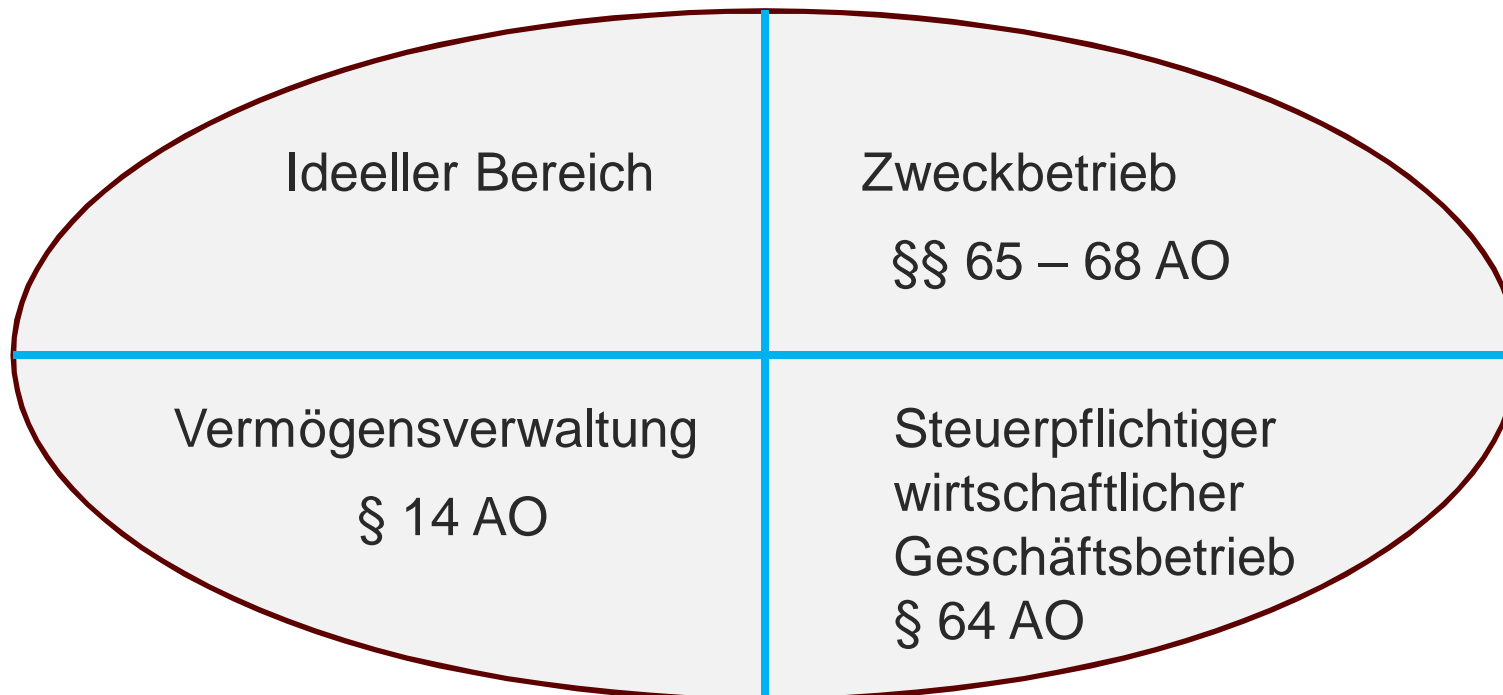 Ideeller Bereich
Zweckbetrieb
§§ 65 – 68 AO
Vermögensverwaltung
§ 14 AO
Steuerpflichtiger
wirtschaftlicher
Geschäftsbetrieb
§ 64 AO